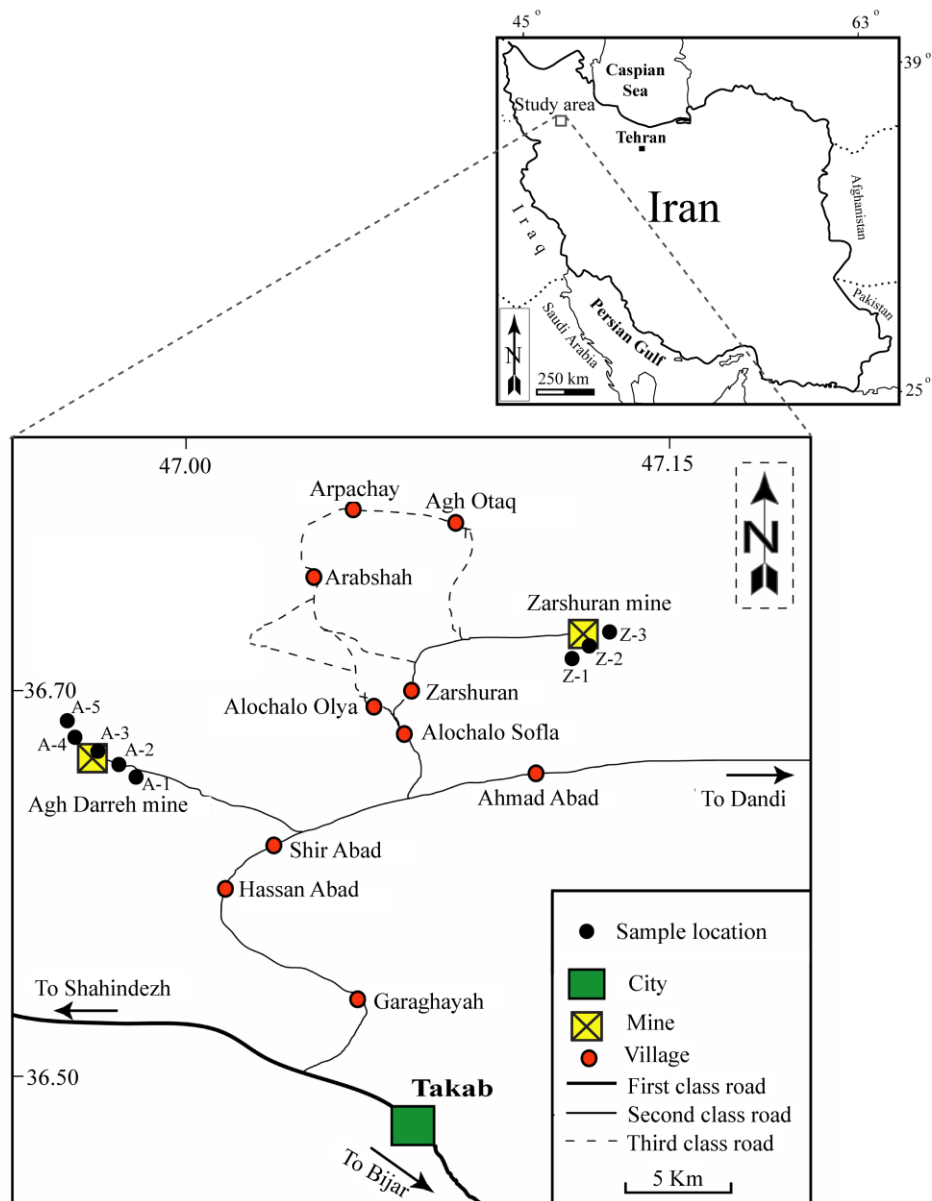 45 °
63 °
39 °
25 °
Caspian
Sea
Study area
Tehran
Iran
Iraq
Afghanistan
Pakistan
Persian Gulf
Saudi Arabia
N
250 km
47.00
47.15
36.70
36.50
N
Arpachay
Agh Otaq
Arabshah
Zarshuran mine
Z-3
Z-2
Z-1
Zarshuran
Alochalo Olya
Alochalo Sofla
A-5
A-4
A-3
A-2
A-1
Agh Darreh mine
Ahmad Abad
To Dandi
Shir Abad
Hassan Abad
To Shahindezh
Garaghayah
Takab
To Bijar
Sample location
City
Mine
Village
First class road
Second class road
Third class road
5 Km